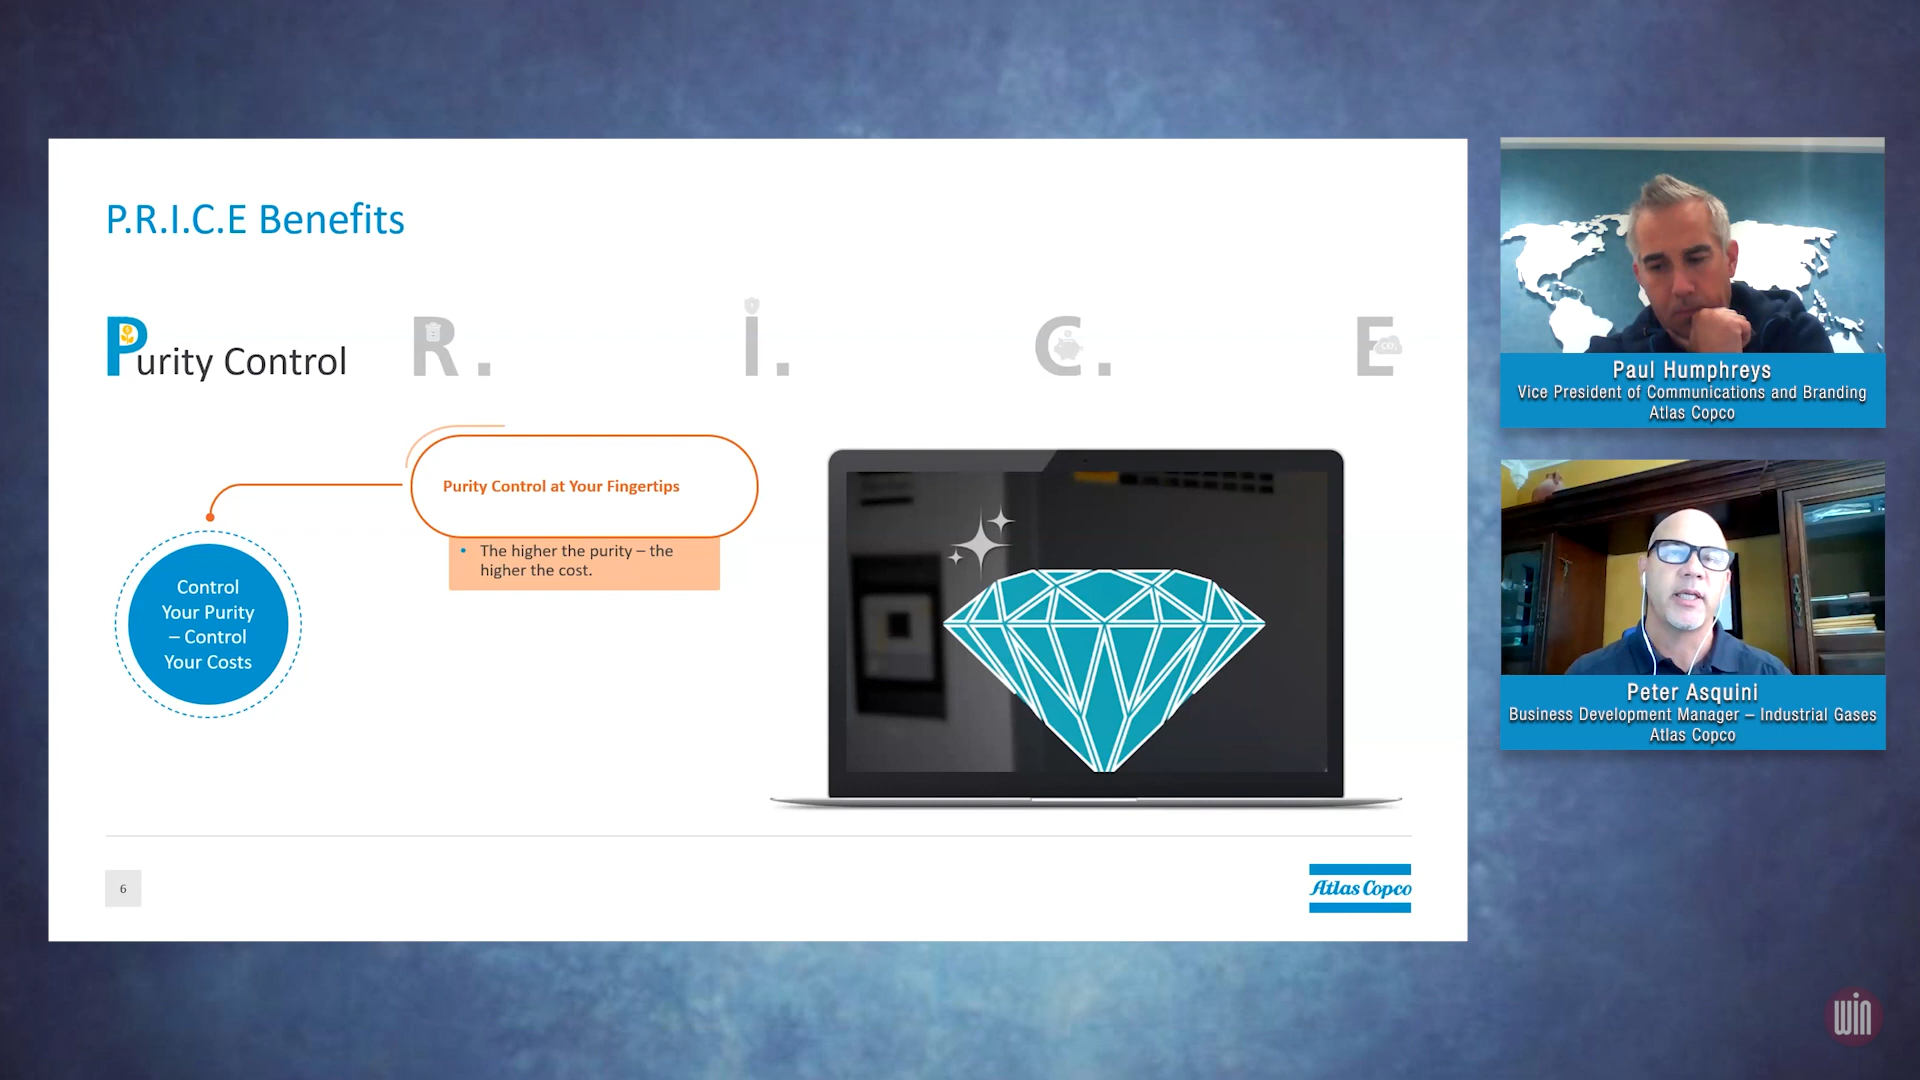 P.R.I.C.E Benefits
Purity Control
R.
I.
C.
E
CO₂
Purity Control at Your Fingertips
• The higher the purity – the
higher the cost.
Control
Your Purity
– Control
Your Costs
6
Atlas Copco
Paul Humphreys
Vice President of Communications and Branding
Atlas Copco
Peter Asquini
Business Development Manager – Industrial Gases
Atlas Copco
win